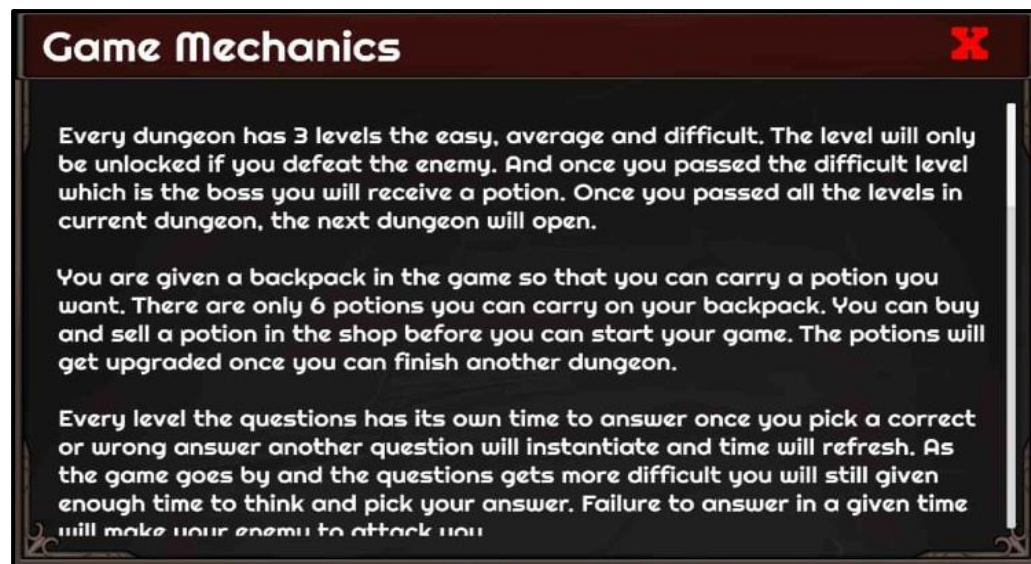 Game Mechanics
X
Every dungeon has 3 levels the easy, average and difficult. The level will only
be unlocked if you defeat the enemy. And once you passed the difficult level
which is the boss you will receive a potion. Once you passed all the levels in
current dungeon, the next dungeon will open.
You are given a backpack in the game so that you can carry a potion you
want. There are only 6 potions you can carry on your backpack. You can buy
and sell a potion in the shop before you can start your game. The potions will
get upgraded once you can finish another dungeon.
Every level the questions has its own time to answer once you pick a correct
or wrong answer another question will instantiate and time will refresh. As
the game goes by and the questions gets more difficult you will still given
enough time to think and pick your answer. Failure to answer in a given time
will make your enemy to attack you